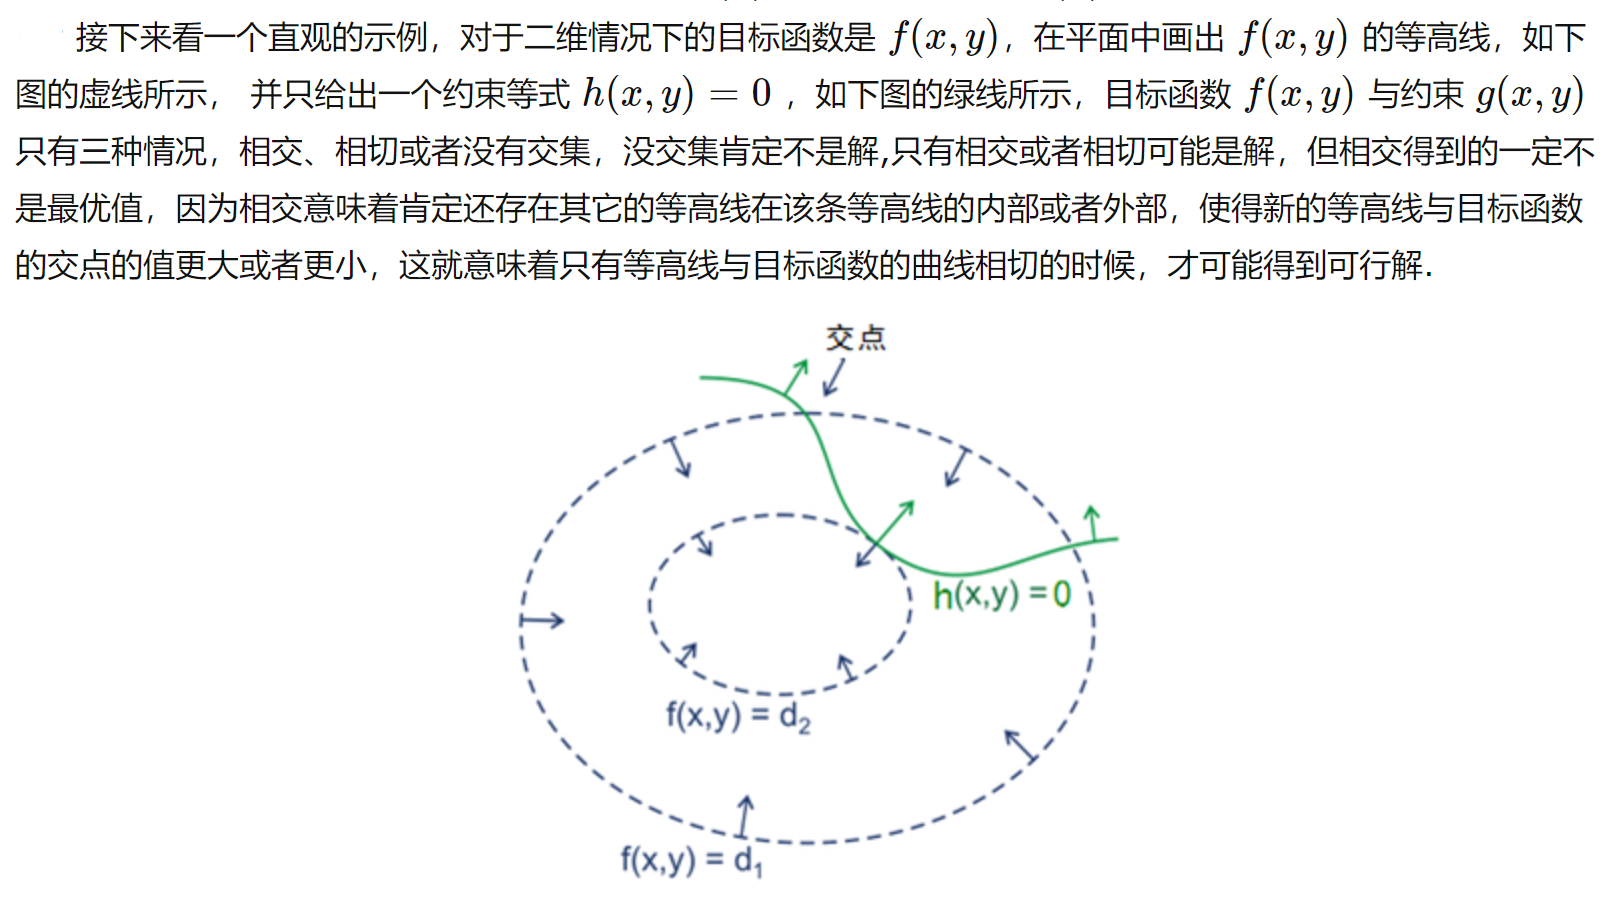 接下来看一个直观的示例，对于二维情况下的目标函数是 f(x, y)，在平面中画出 f(x, y) 的等高线，如下
图的虚线所示， 并只给出一个约束等式 h(x, y) = 0 ，如下图的绿线所示，目标函数 f(x, y) 与约束 g(x, y)
只有三种情况，相交、相切或者没有交集，没交集肯定不是解,只有相交或者相切可能是解，但相交得到的一定不
是最优值，因为相交意味着肯定还存在其它的等高线在该条等高线的内部或者外部，使得新的等高线与目标函数
的交点的值更大或者更小，这就意味着只有等高线与目标函数的曲线相切的时候，才可能得到可行解.
交点
h(x,y) = 0
f(x,y) = d₂
f(x,y) = d₁